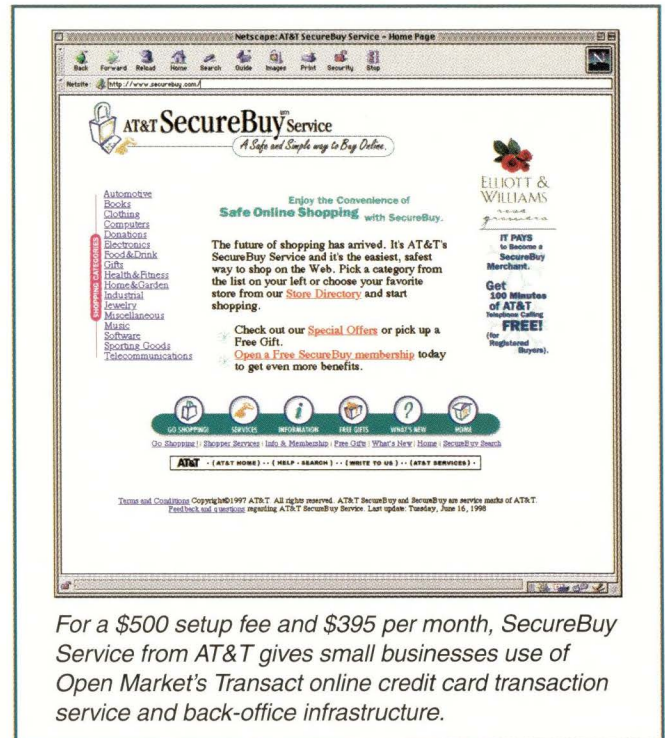 Netscape: AT&T SecureBuy Service - Home Page
Back Forward Reload Home Search Guide Images Print Security Stop
N
Netsite: http://www.securebuy.com/
AT&T SecureBuy℠ Service
A Safe and Simple way to Buy Online.
SHOPPING CATEGORIES
Automotive
Books
Clothing
Computers
Donations
Electronics
Food&Drink
Gifts
Health&Fitness
Home&Garden
Industrial
Jewelry
Miscellaneous
Music
Software
Sporting Goods
Telecommunications
Enjoy the Convenience of
Safe Online Shopping with SecureBuy.
The future of shopping has arrived. It's AT&T's
SecureBuy Service and it's the easiest, safest
way to shop on the Web. Pick a category from
the list on your left or choose your favorite
store from our Store Directory and start
shopping.
Check out our Special Offers or pick up a
Free Gift.
Open a Free SecureBuy membership today
to get even more benefits.
ELLIOTT &
WILLIAMS
rose
growers
IT PAYS
to Become a
SecureBuy
Merchant.
Get
100 Minutes
of AT&T
Telephone Calling
FREE!
(for
Registered
Buyers).
GO SHOPPING! SERVICES INFORMATION FREE GIFTS WHAT'S NEW HOME
Go Shopping! | Shopper Services | Info & Membership | Free Gifts | What's New | Home | SecureBuy Search
AT&T · (AT&T HOME) ·· (HELP · SEARCH) ·· (WRITE TO US) ·· (AT&T SERVICES) ·
Terms and Conditions Copyright©1997 AT&T. All rights reserved. AT&T SecureBuy and SecureBuy are service marks of AT&T.
Feedback and questions regarding AT&T SecureBuy Service. Last update: Tuesday, June 16, 1998
For a $500 setup fee and $395 per month, SecureBuy
Service from AT&T gives small businesses use of
Open Market's Transact online credit card transaction
service and back-office infrastructure.